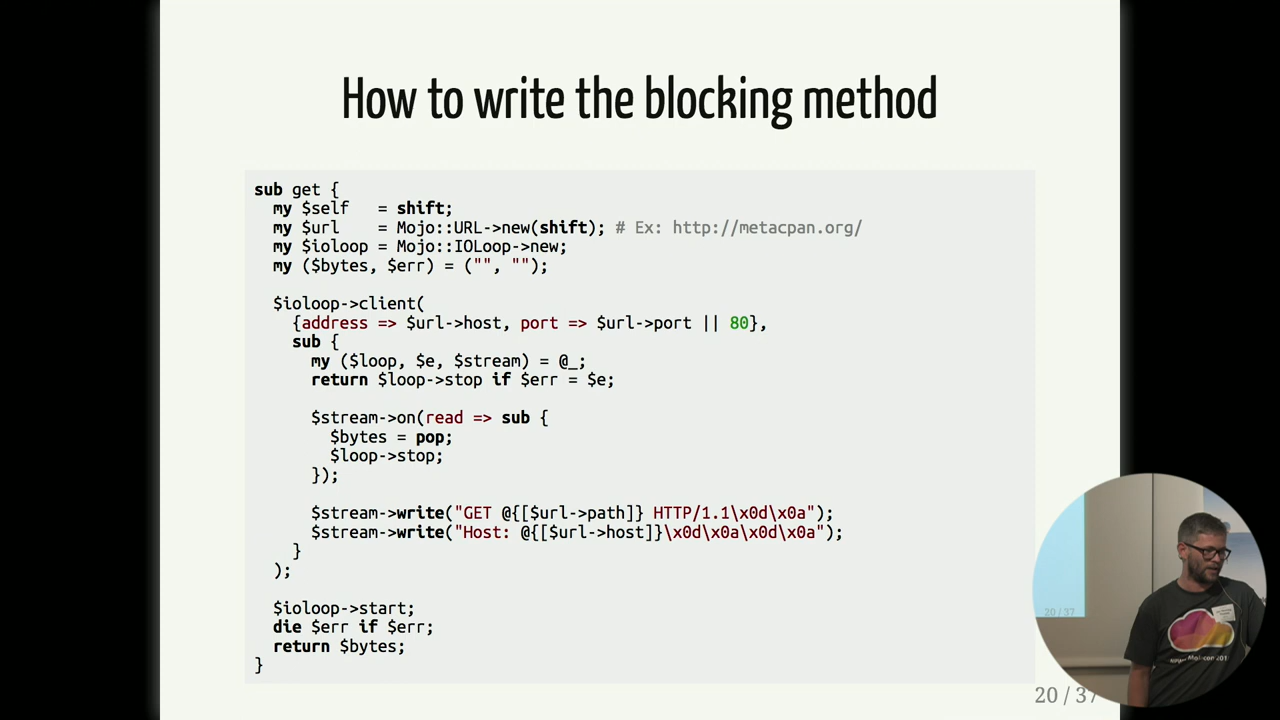 How to write the blocking method
sub get {
  my $self   = shift;
  my $url    = Mojo::URL->new(shift); # Ex: http://metacpan.org/
  my $ioloop = Mojo::IOLoop->new;
  my ($bytes, $err) = ("", "");

  $ioloop->client(
    {address => $url->host, port => $url->port || 80},
    sub {
      my ($loop, $e, $stream) = @_;
      return $loop->stop if $err = $e;

      $stream->on(read => sub {
        $bytes = pop;
        $loop->stop;
      });

      $stream->write("GET @{[$url->path]} HTTP/1.1\x0d\x0a");
      $stream->write("Host: @{[$url->host]}\x0d\x0a\x0d\x0a");
    }
  );

  $ioloop->start;
  die $err if $err;
  return $bytes;
}
20 / 37
20 / 37
Mojocon 201